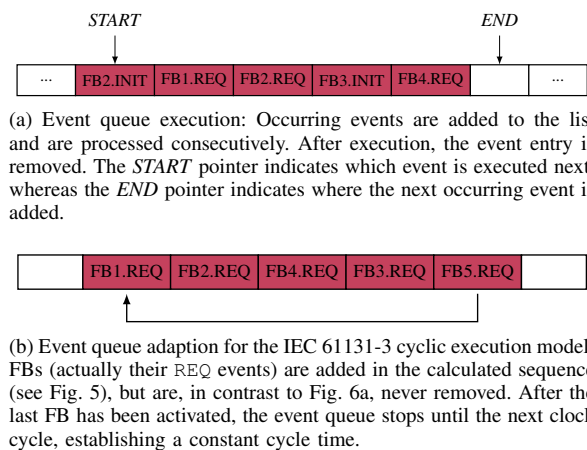 START END
... FB2.INIT FB1.REQ FB2.REQ FB3.INIT FB4.REQ ...
(a) Event queue execution: Occurring events are added to the lis
and are processed consecutively. After execution, the event entry i
removed. The START pointer indicates which event is executed next
whereas the END pointer indicates where the next occurring event i
added.
FB1.REQ FB2.REQ FB4.REQ FB3.REQ FB5.REQ
(b) Event queue adaption for the IEC 61131-3 cyclic execution model
FBs (actually their REQ events) are added in the calculated sequence
(see Fig. 5), but are, in contrast to Fig. 6a, never removed. After the
last FB has been activated, the event queue stops until the next clock
cycle, establishing a constant cycle time.